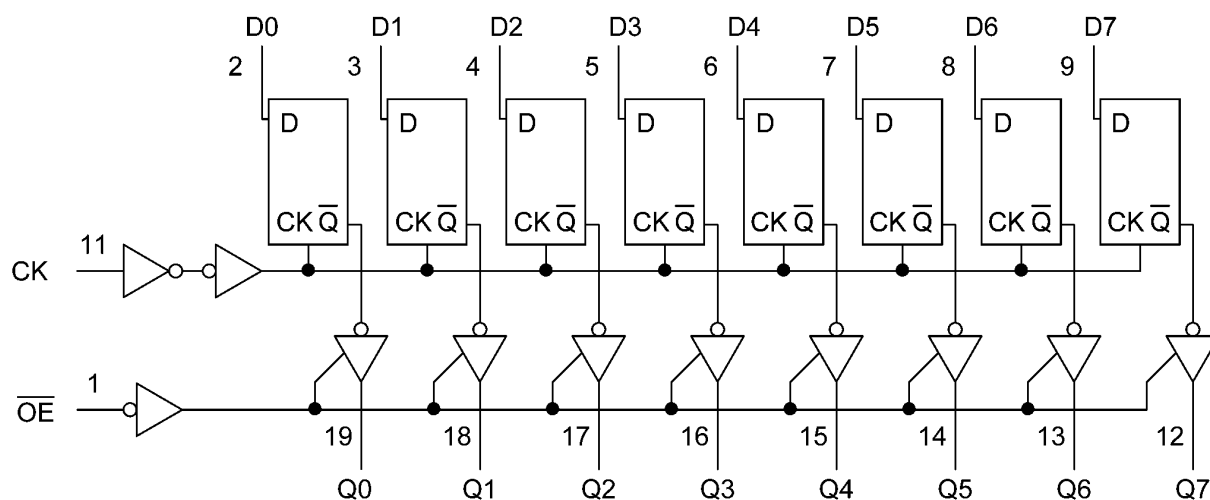 D0 D1 D2 D3 D4 D5 D6 D7
2 3 4 5 6 7 8 9
D D D D D D D D
CK Q̅ CK Q̅ CK Q̅ CK Q̅ CK Q̅ CK Q̅ CK Q̅ CK Q̅
11
CK
1
O̅E̅
19 18 17 16 15 14 13 12
Q0 Q1 Q2 Q3 Q4 Q5 Q6 Q7